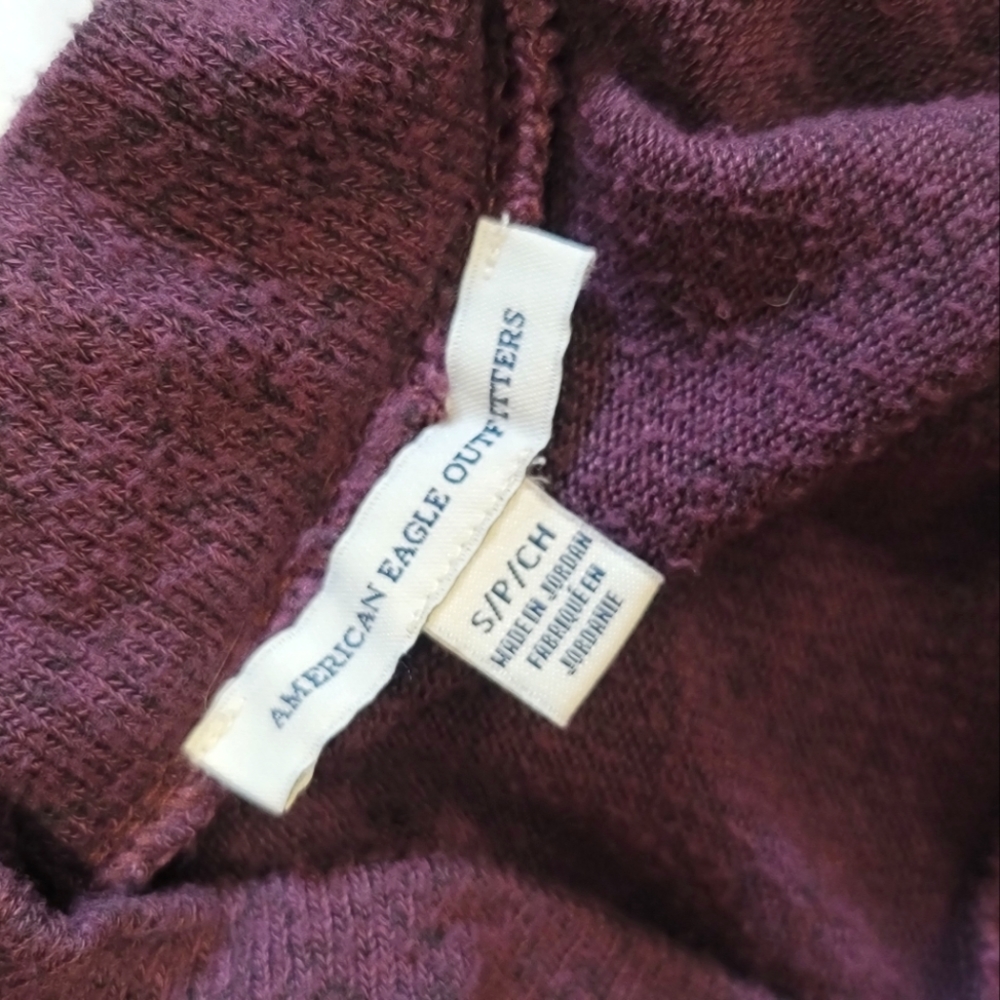 AMERICAN EAGLE OUTFITTERS
S/P/CH
MADE IN JORDAN
FABRIQUÉ EN
JORDANIE